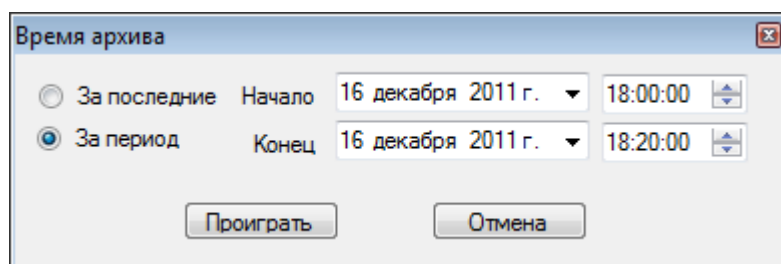 Время архива
За последние Начало 16 декабря 2011 г. 18:00:00
За период Конец 16 декабря 2011 г. 18:20:00
Проиграть Отмена